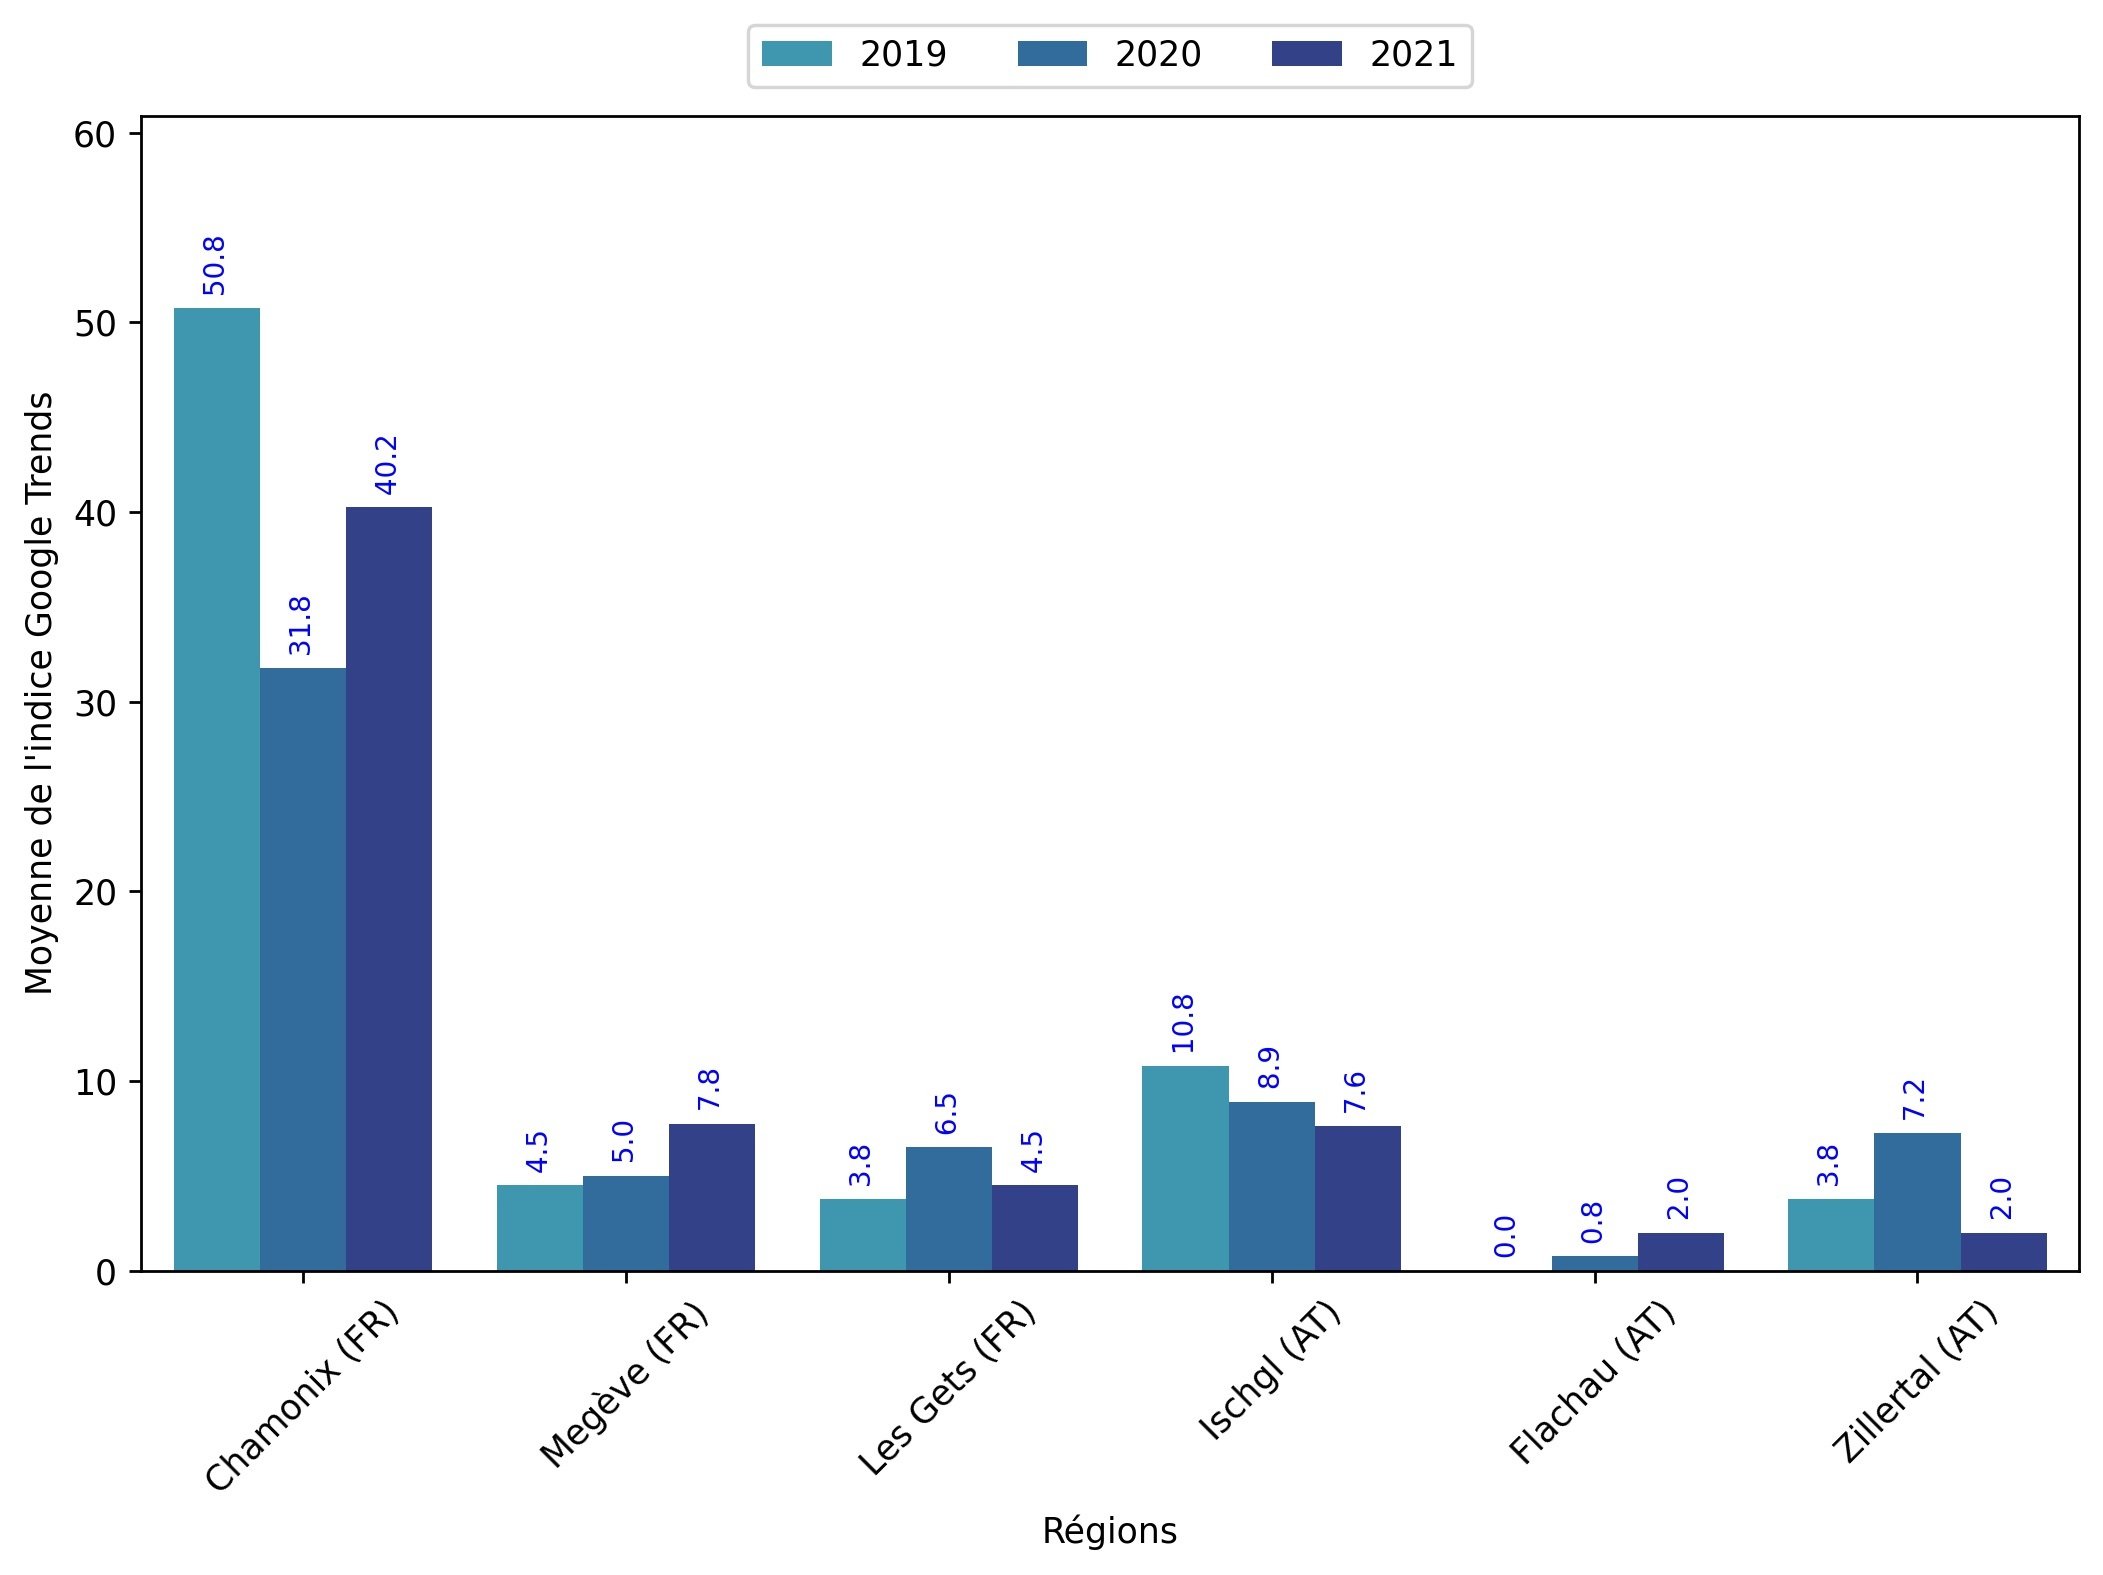 2019 2020 2021
Moyenne de l'indice Google Trends
60
50
40
30
20
10
0
50.8
31.8
40.2
4.5
5.0
7.8
3.8
6.5
4.5
10.8
8.9
7.6
0.0
0.8
2.0
3.8
7.2
2.0
Chamonix (FR)
Megève (FR)
Les Gets (FR)
Ischgl (AT)
Flachau (AT)
Zillertal (AT)
Régions